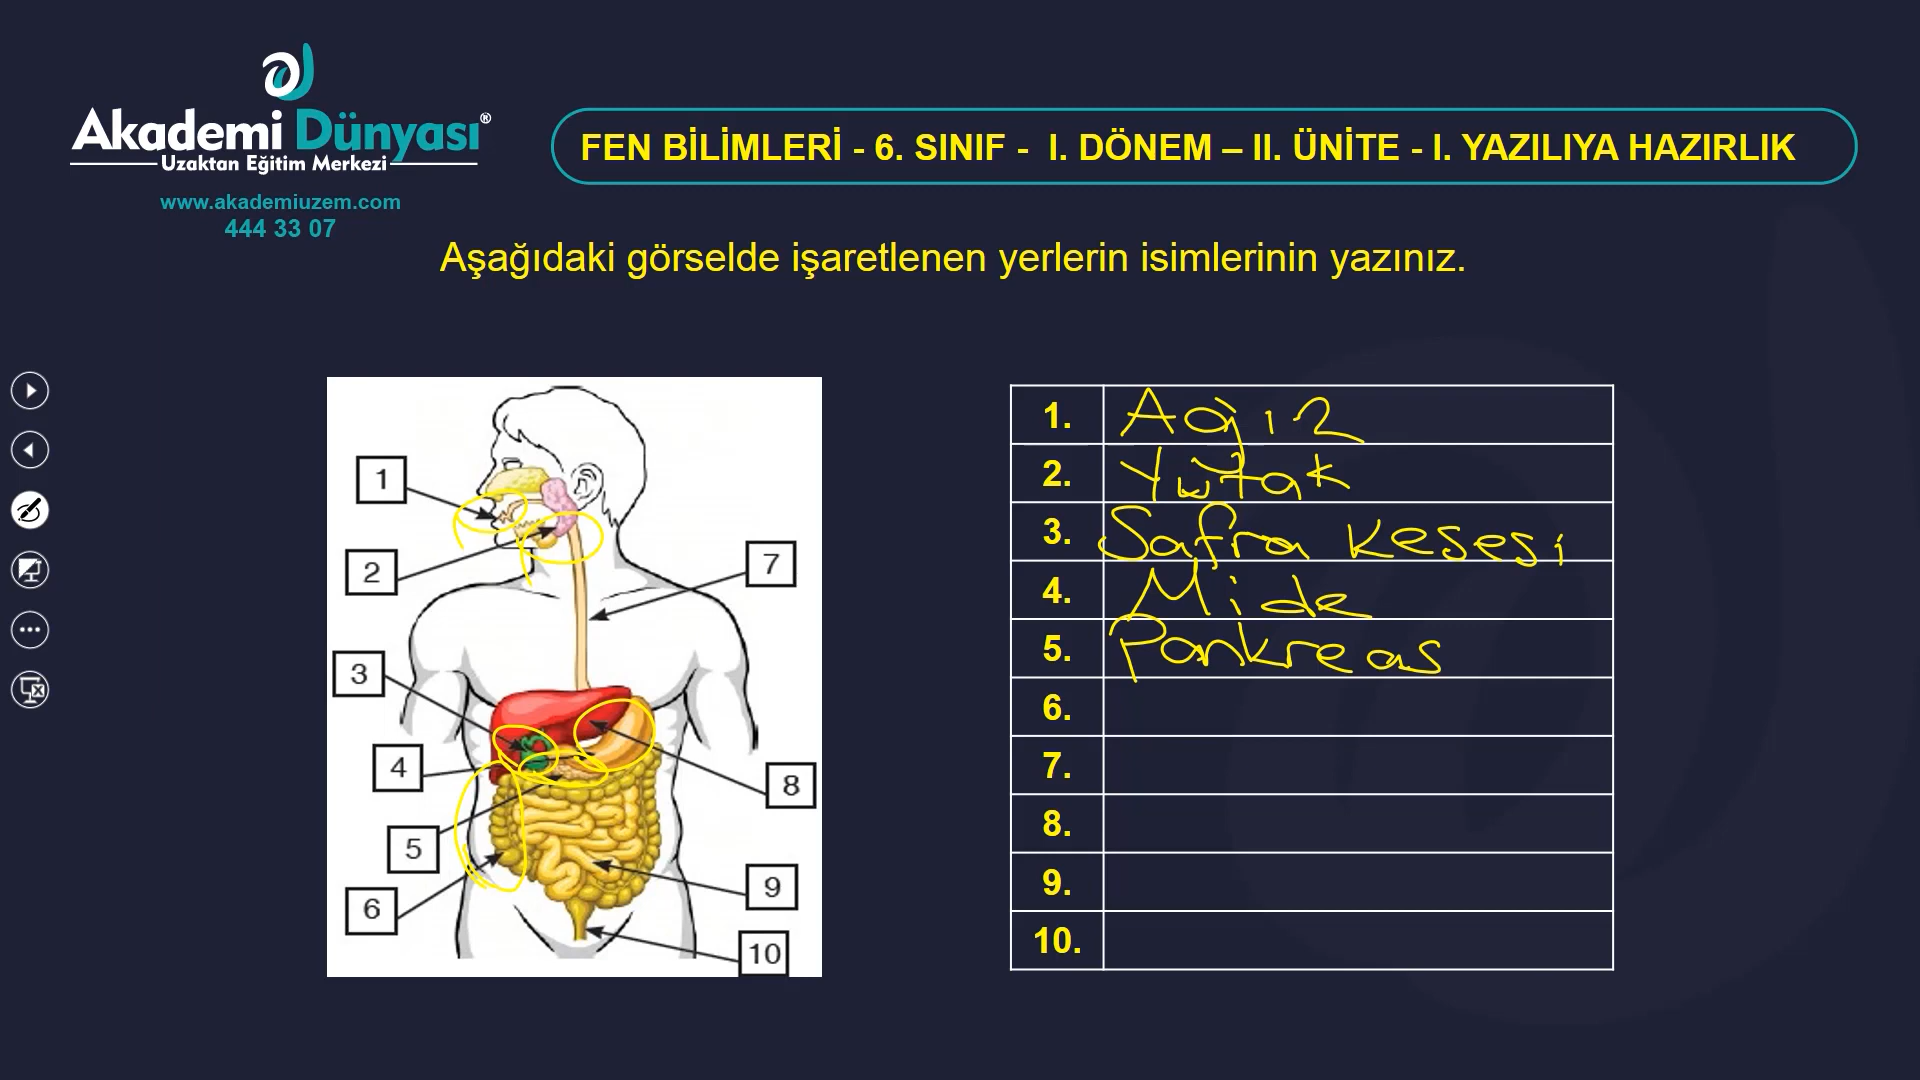 Akademi Dünyası®
Uzaktan Eğitim Merkezi
www.akademiuzem.com
444 33 07
FEN BİLİMLERİ - 6. SINIF - I. DÖNEM – II. ÜNİTE - I. YAZILIYA HAZIRLIK
Aşağıdaki görselde işaretlenen yerlerin isimlerinin yazınız.
1
2
3
4
5
6
7
8
9
10
1. Ağız
2. Yutak
3. Safra Kesesi
4. Mide
5. Pankreas
6.
7.
8.
9.
10.